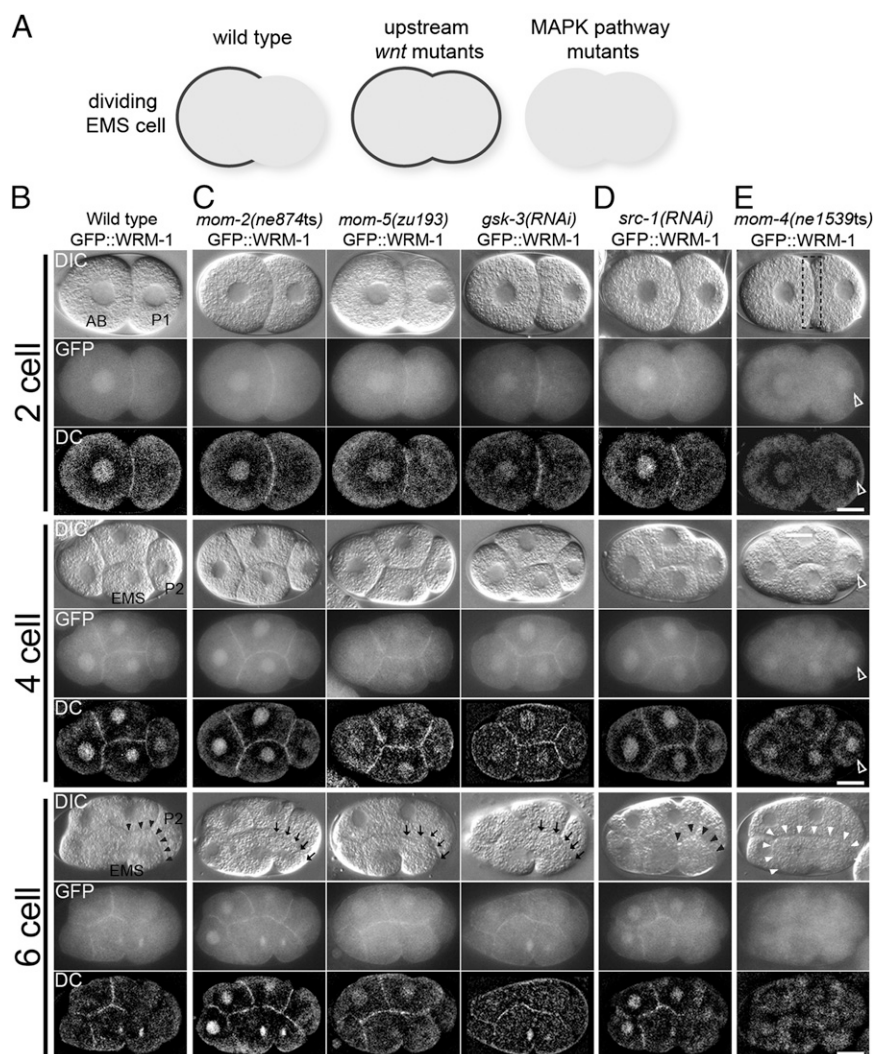 A
wild type
upstream
wnt mutants
MAPK pathway
mutants
dividing
EMS cell
B
C
D
E
Wild type
GFP::WRM-1
mom-2(ne874ts)
GFP::WRM-1
mom-5(zu193)
GFP::WRM-1
gsk-3(RNAi)
GFP::WRM-1
src-1(RNAi)
GFP::WRM-1
mom-4(ne1539ts)
GFP::WRM-1
2 cell
DIC
AB
P1
GFP
DC
4 cell
DIC
EMS
P2
GFP
DC
6 cell
DIC
P2
EMS
GFP
DC